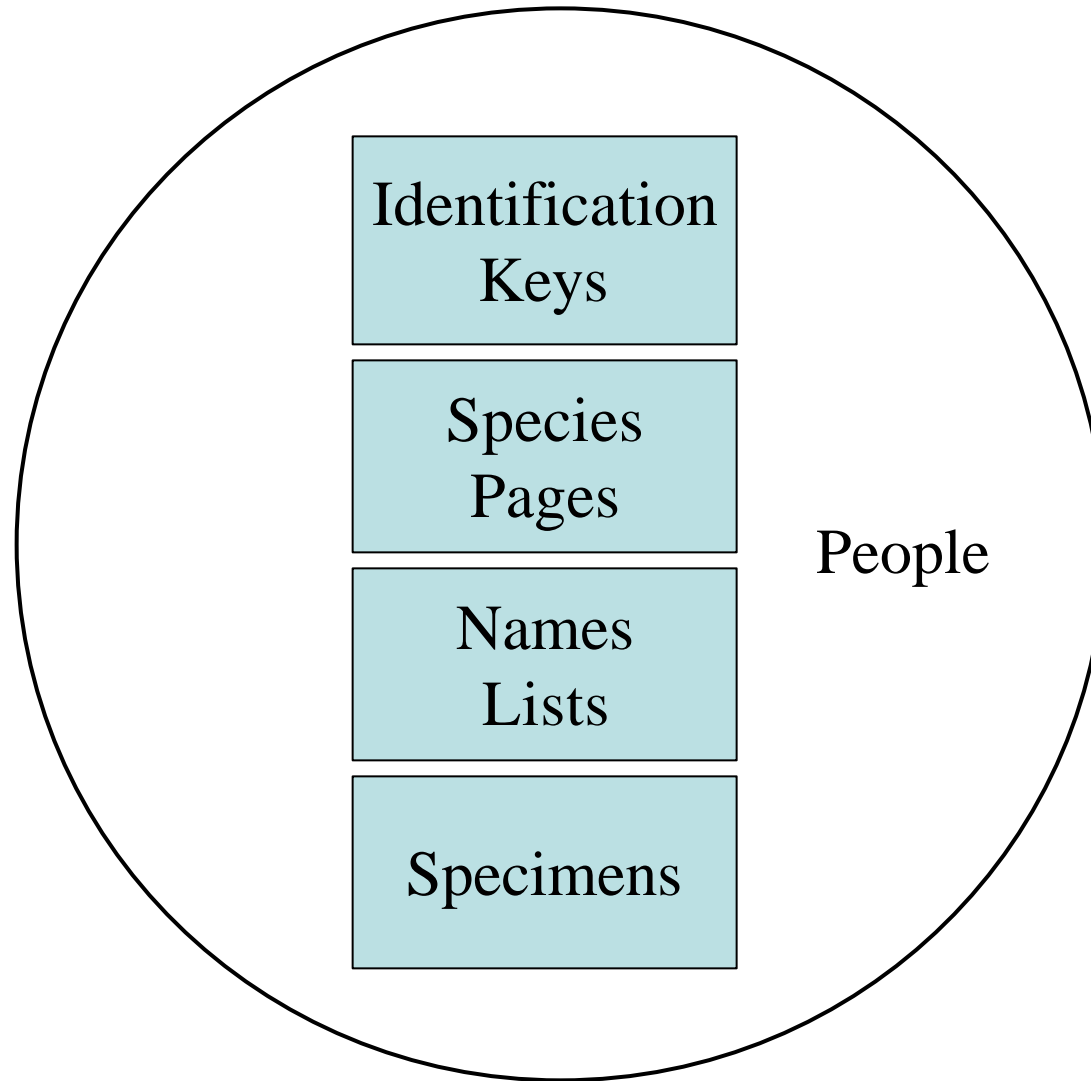 Identification
Keys
Species
Pages
People
Names
Lists
Specimens